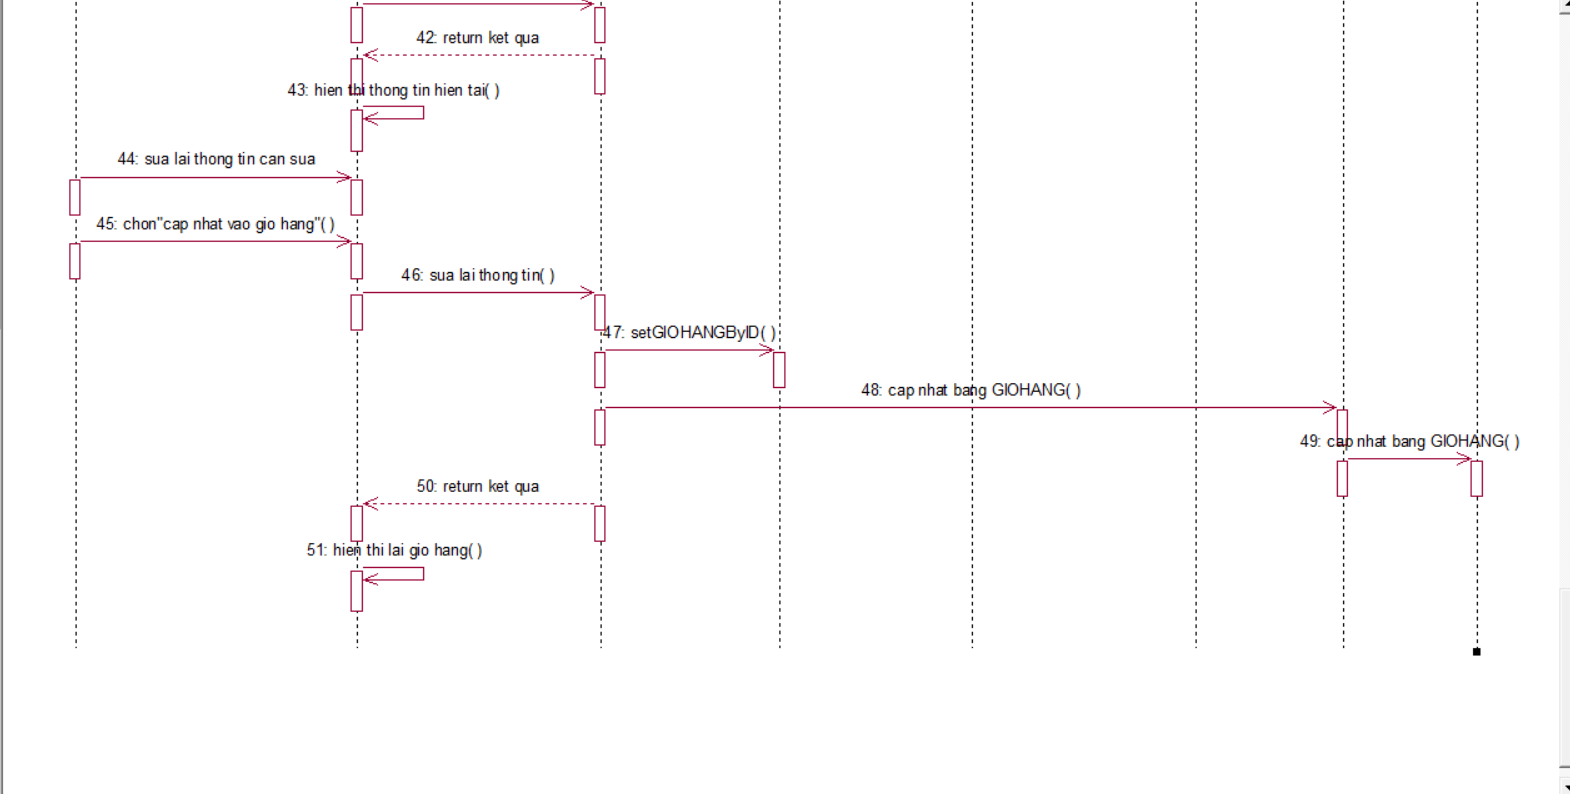 42: return ket qua
43: hien thi thong tin hien tai( )
44: sua lai thong tin can sua
45: chon"cap nhat vao gio hang"( )
46: sua lai thong tin( )
47: setGIOHANGByID( )
48: cap nhat bang GIOHANG( )
49: cap nhat bang GIOHANG( )
50: return ket qua
51: hien thi lai gio hang( )